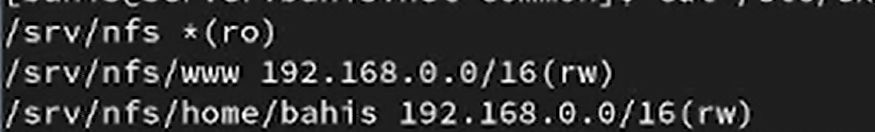 /srv/nfs *(ro)
/srv/nfs/www 192.168.0.0/16(rw)
/srv/nfs/home/bahis 192.168.0.0/16(rw)